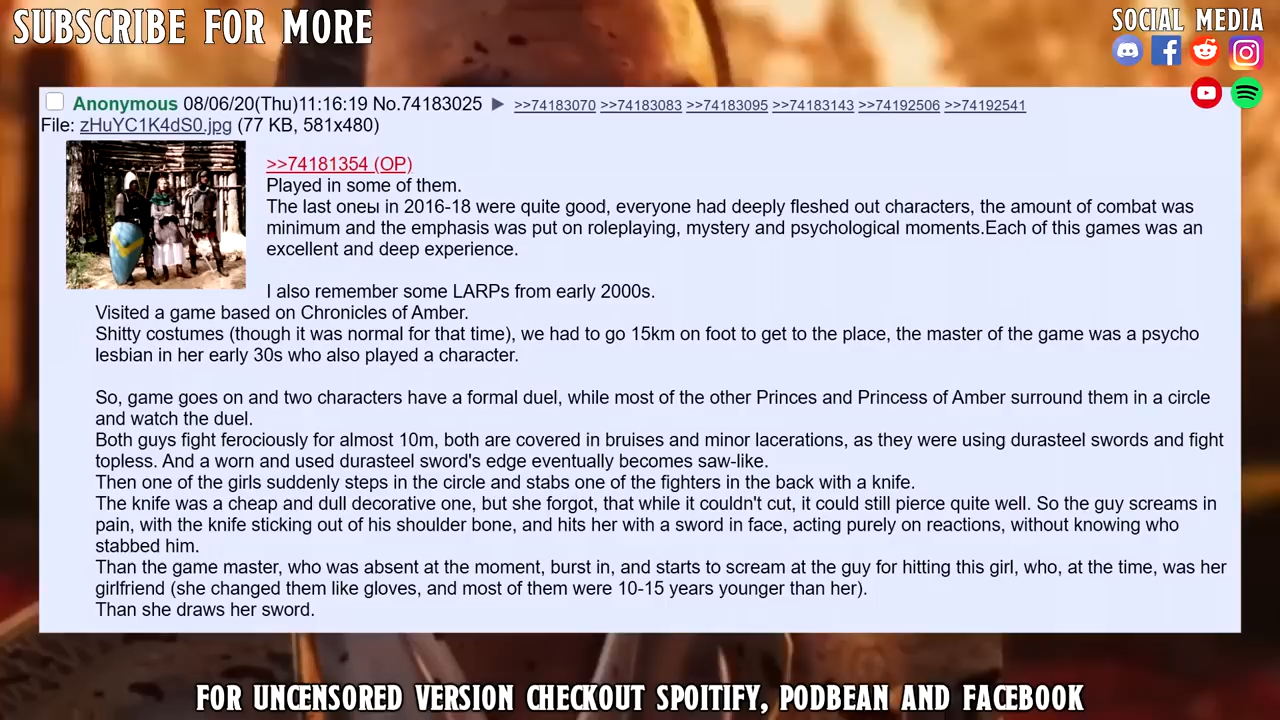 SUBSCRIBE FOR MORE
SOCIAL MEDIA
Anonymous 08/06/20(Thu)11:16:19 No.74183025 ▶ >>74183070 >>74183083 >>74183095 >>74183143 >>74192506 >>74192541
File: zHuYC1K4dS0.jpg (77 KB, 581x480)
>>74181354 (OP)
Played in some of them.
The last oneы in 2016-18 were quite good, everyone had deeply fleshed out characters, the amount of combat was
minimum and the emphasis was put on roleplaying, mystery and psychological moments.Each of this games was an
excellent and deep experience.
I also remember some LARPs from early 2000s.
Visited a game based on Chronicles of Amber.
Shitty costumes (though it was normal for that time), we had to go 15km on foot to get to the place, the master of the game was a psycho
lesbian in her early 30s who also played a character.
So, game goes on and two characters have a formal duel, while most of the other Princes and Princess of Amber surround them in a circle
and watch the duel.
Both guys fight ferociously for almost 10m, both are covered in bruises and minor lacerations, as they were using durasteel swords and fight
topless. And a worn and used durasteel sword's edge eventually becomes saw-like.
Then one of the girls suddenly steps in the circle and stabs one of the fighters in the back with a knife.
The knife was a cheap and dull decorative one, but she forgot, that while it couldn't cut, it could still pierce quite well. So the guy screams in
pain, with the knife sticking out of his shoulder bone, and hits her with a sword in face, acting purely on reactions, without knowing who
stabbed him.
Than the game master, who was absent at the moment, burst in, and starts to scream at the guy for hitting this girl, who, at the time, was her
girlfriend (she changed them like gloves, and most of them were 10-15 years younger than her).
Than she draws her sword.
FOR UNCENSORED VERSION CHECKOUT SPOITIFY, PODBEAN AND FACEBOOK